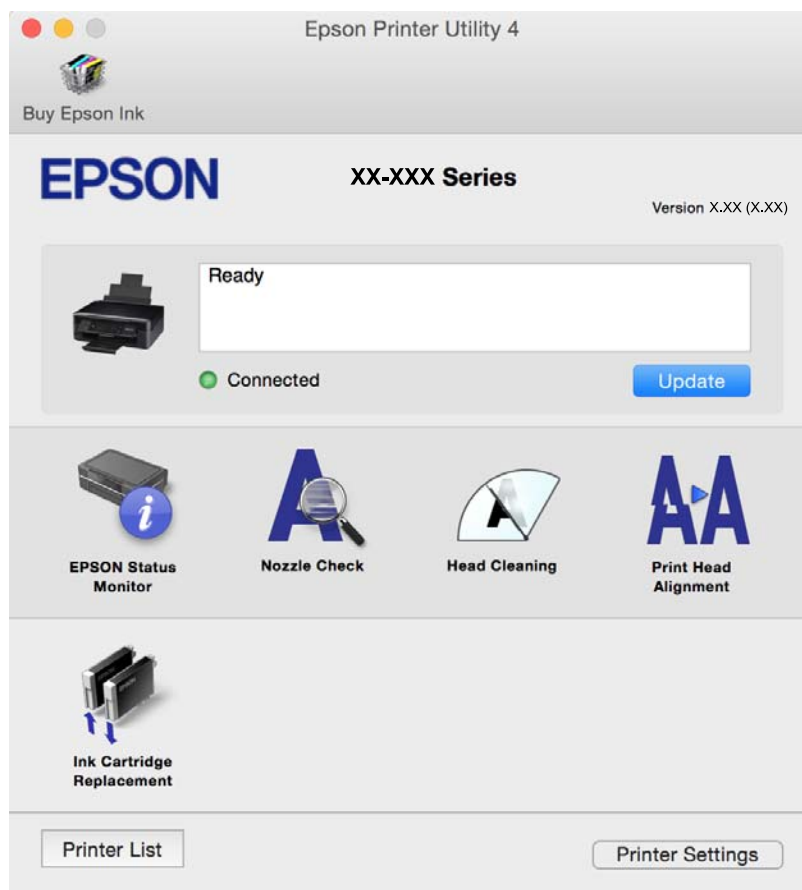 Epson Printer Utility 4
Buy Epson Ink
EPSON
XX-XXX Series
Version X.XX (X.XX)
Ready
Connected
Update
EPSON Status
Monitor
Nozzle Check
Head Cleaning
Print Head
Alignment
Ink Cartridge
Replacement
Printer List
Printer Settings